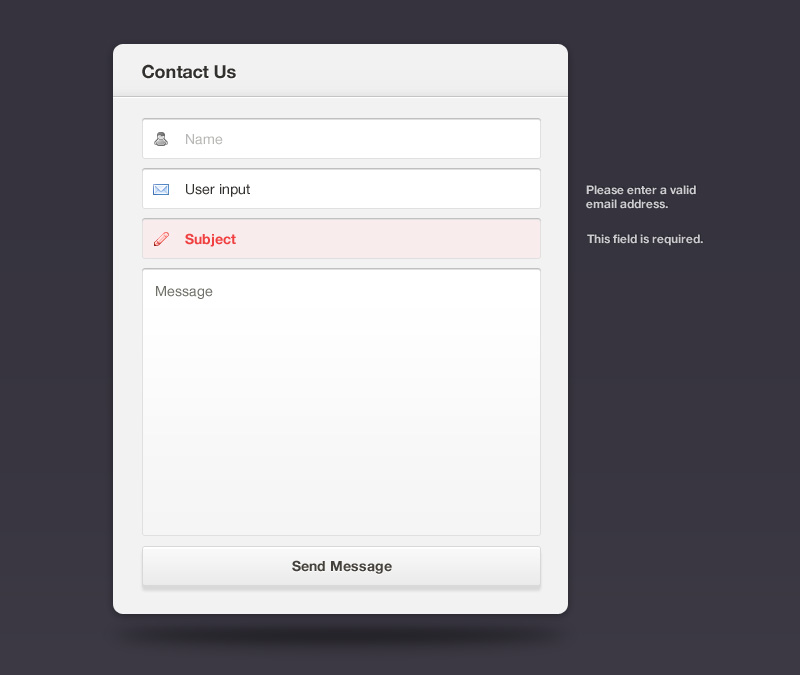 Contact Us
Name
User input
Please enter a valid
email address.
Subject
This field is required.
Message
Send Message